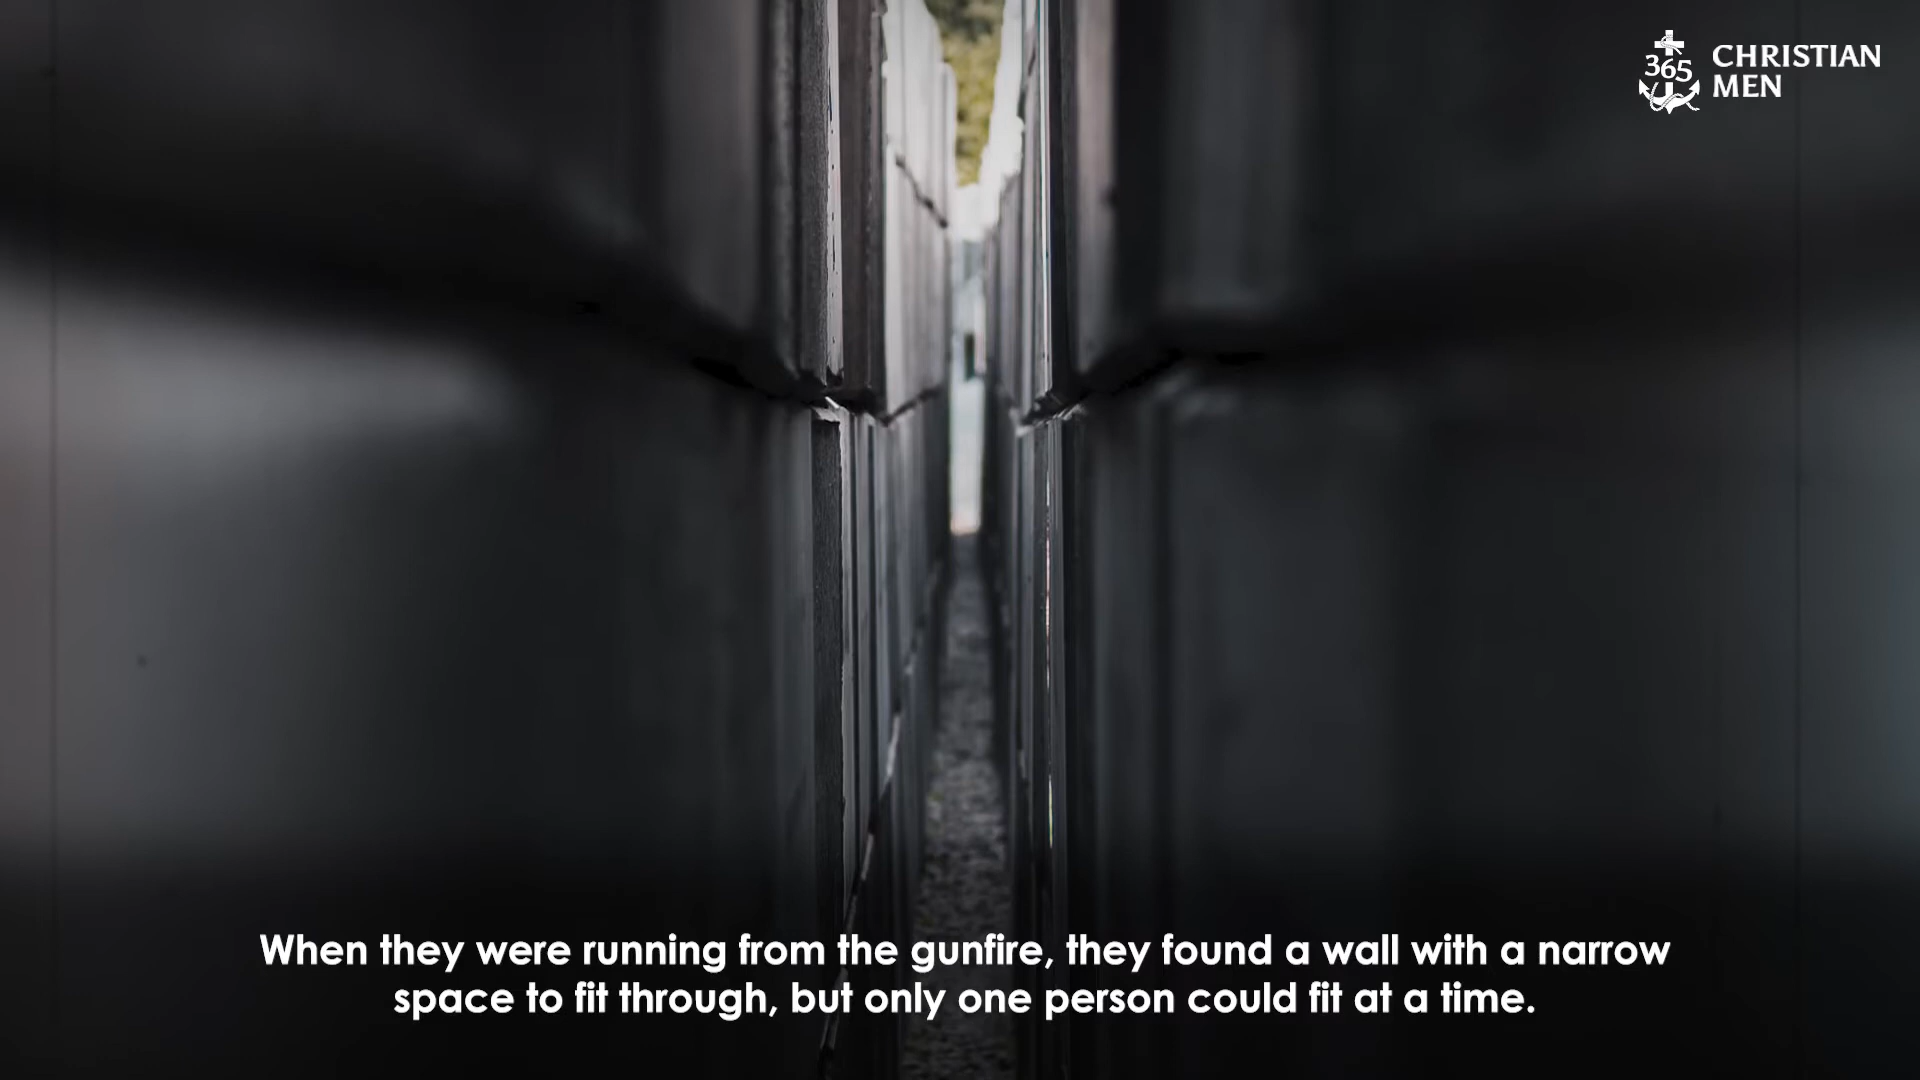 365
CHRISTIAN
MEN
When they were running from the gunfire, they found a wall with a narrow
space to fit through, but only one person could fit at a time.